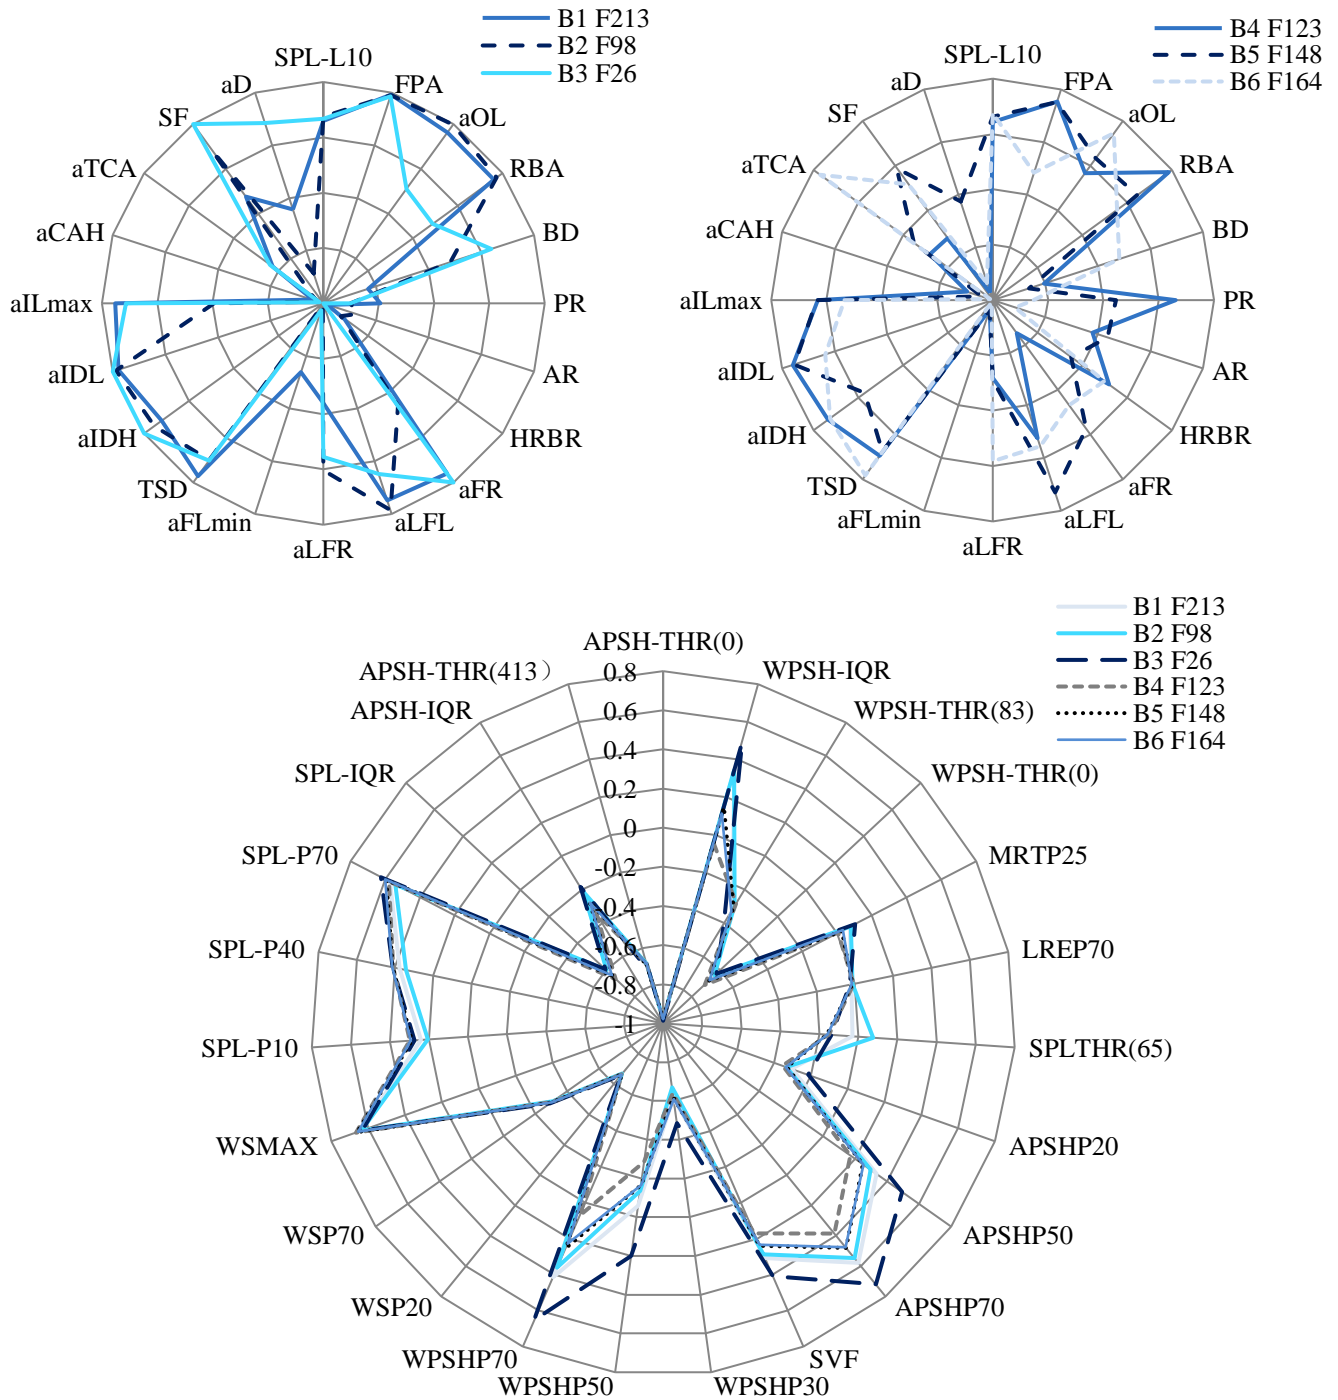 B1 F213
B2 F98
B3 F26
SPL-L10
FPA
aOL
RBA
BD
PR
AR
HRBR
aFR
aLFL
aLFR
aFLmin
TSD
aIDH
aIDL
aILmax
aCAH
aTCA
SF
aD
B4 F123
B5 F148
B6 F164
SPL-L10
FPA
aOL
RBA
BD
PR
AR
HRBR
aFR
aLFL
aLFR
aFLmin
TSD
aIDH
aIDL
aILmax
aCAH
aTCA
SF
aD
B1 F213
B2 F98
B3 F26
B4 F123
B5 F148
B6 F164
APSH-THR(0)
WPSH-IQR
WPSH-THR(83)
WPSH-THR(0)
MRTP25
LREP70
SPLTHR(65)
APSHP20
APSHP50
APSHP70
SVF
WPSHP30
WPSHP50
WPSHP70
WSP20
WSP70
WSMAX
SPL-P10
SPL-P40
SPL-P70
SPL-IQR
APSH-IQR
APSH-THR(413）
0.8
0.6
0.4
0.2
0
-0.2
-0.4
-0.6
-0.8
-1